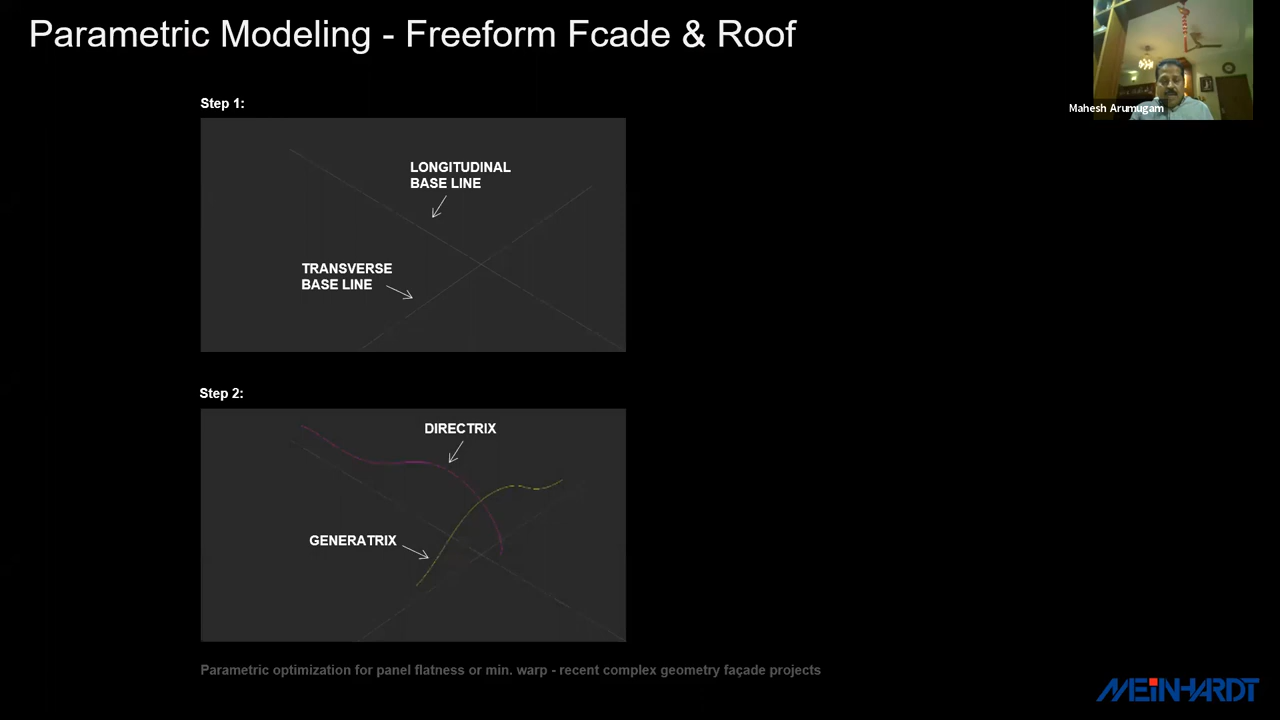 Parametric Modeling - Freeform Fcade & Roof
Mahesh Arumugam
Step 1:
LONGITUDINAL
BASE LINE
TRANSVERSE
BASE LINE
Step 2:
DIRECTRIX
GENERATRIX
Parametric optimization for panel flatness or min. warp - recent complex geometry façade projects
MEiNHARDT